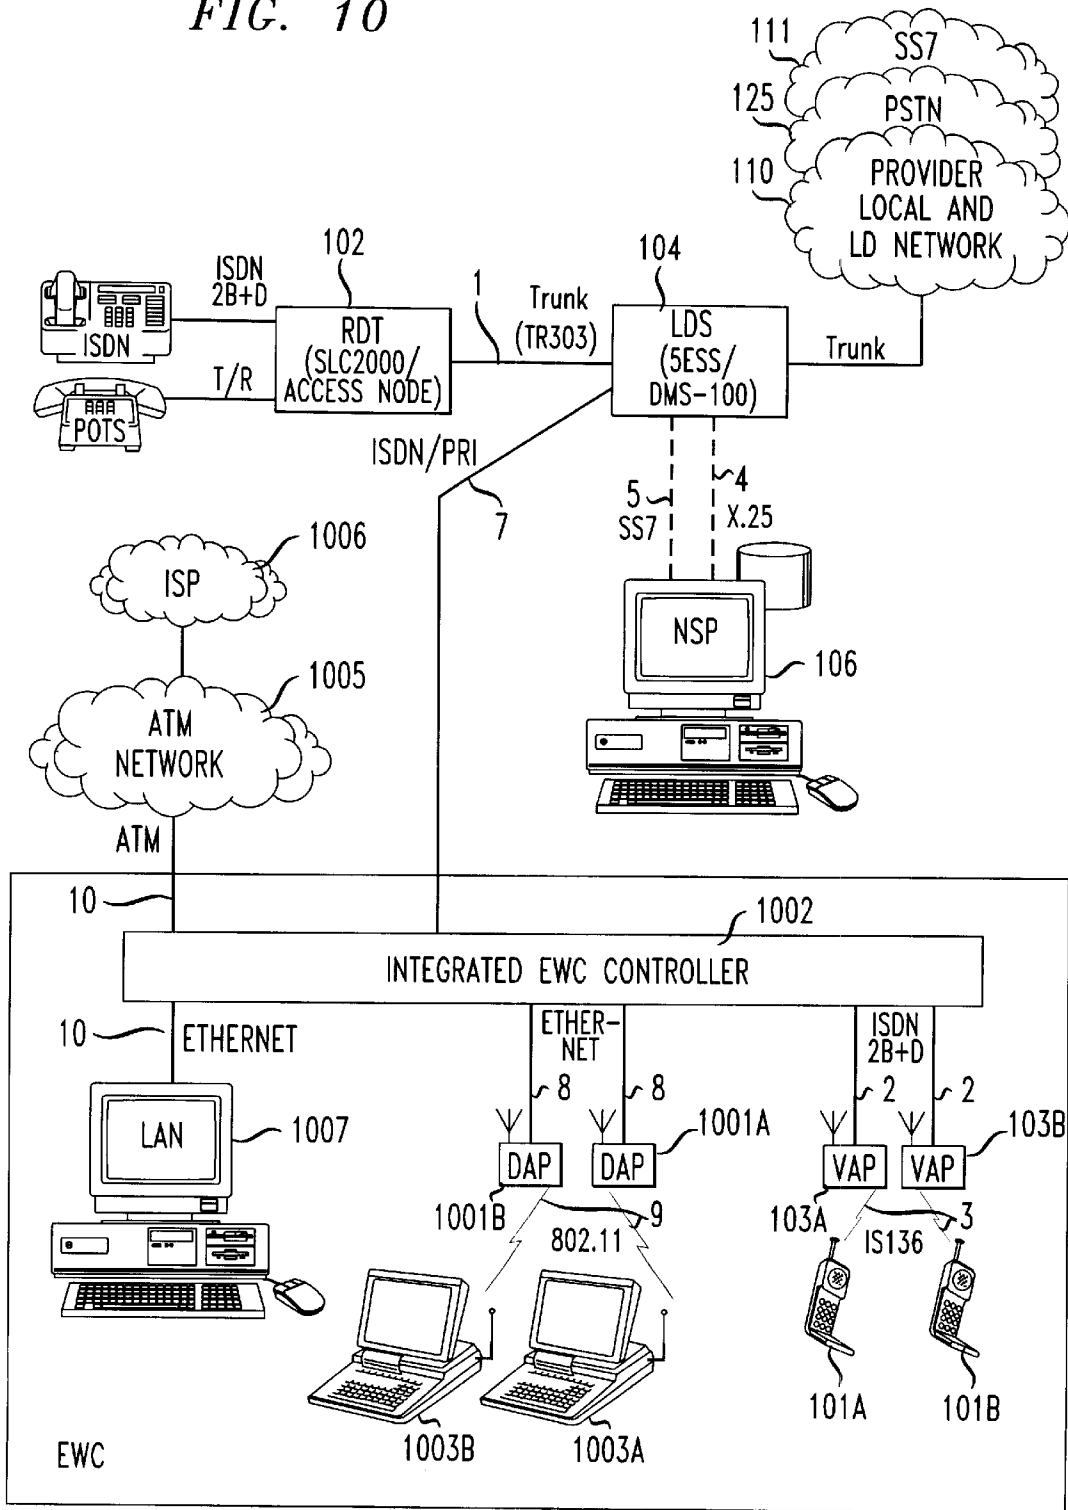 FIG. 10
111
SS7
125
PSTN
110
PROVIDER
LOCAL AND
LD NETWORK
ISDN
2B+D
102
1
Trunk
(TR303)
104
ISDN
RDT
(SLC2000/
ACCESS NODE)
LDS
(5ESS/
DMS-100)
Trunk
T/R
POTS
ISDN/PRI
7
5
SS7
4
X.25
1006
ISP
NSP
106
1005
ATM
NETWORK
ATM
10
1002
INTEGRATED EWC CONTROLLER
10
ETHERNET
ETHER-
NET
ISDN
2B+D
8
8
2
2
LAN
1007
DAP
DAP
1001A
VAP
VAP
103B
1001B
9
802.11
103A
3
IS136
101A
101B
1003B
1003A
EWC